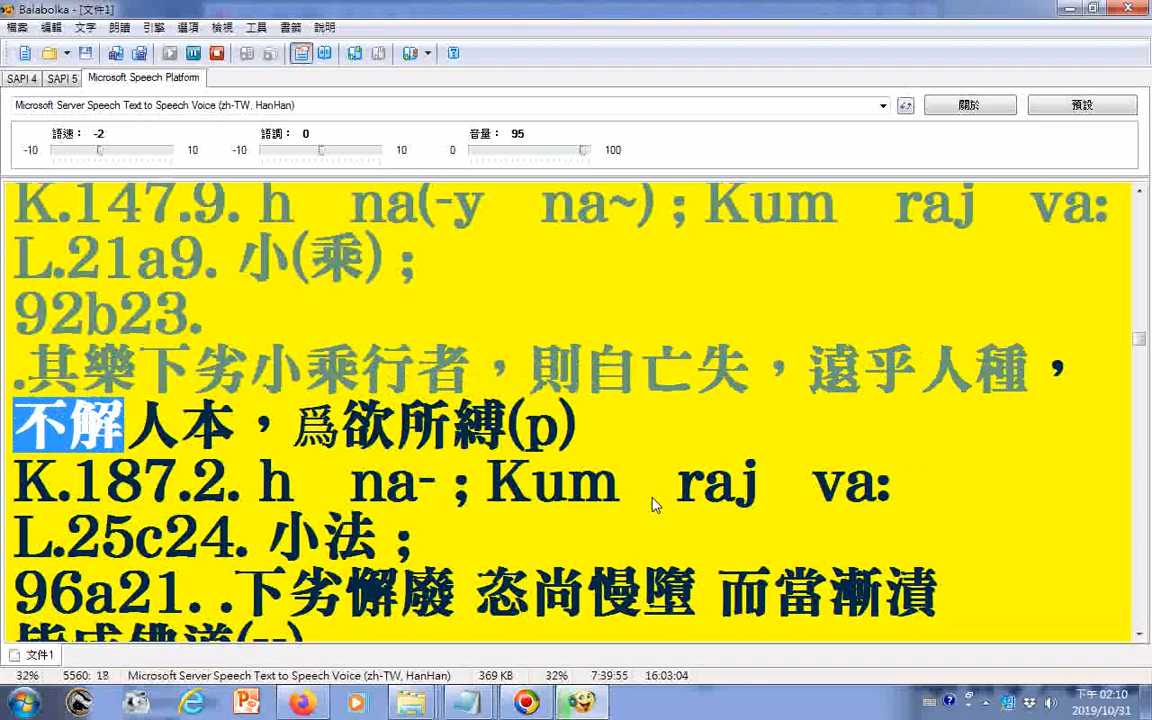 Balabolka - [文件1]
檔案 編輯 文字 朗讀 引擎 選項 檢視 工具 書籤 說明
SAPI 4 SAPI 5 Microsoft Speech Platform
Microsoft Server Speech Text to Speech Voice (zh-TW, HanHan) 關於 預設
語速： -2 語調： 0 音量： 95
-10 10 -10 10 0 100
K.147.9. h na(-y na~) ; Kum raj va:
L.21a9. 小(乘) ;
92b23.
.其樂下劣小乘行者，則自亡失，遠乎人種，
不解人本，爲欲所縛(p)
K.187.2. h na- ; Kum raj va:
L.25c24. 小法 ;
96a21. .下劣懈廢 恣尚慢墮 而當漸漬
皆成佛道(v)
文件1
32% 5560: 18 Microsoft Server Speech Text to Speech Voice (zh-TW, HanHan) 369 KB 32% 7:39:55 16:03:04
下午 02:10
2019/10/31